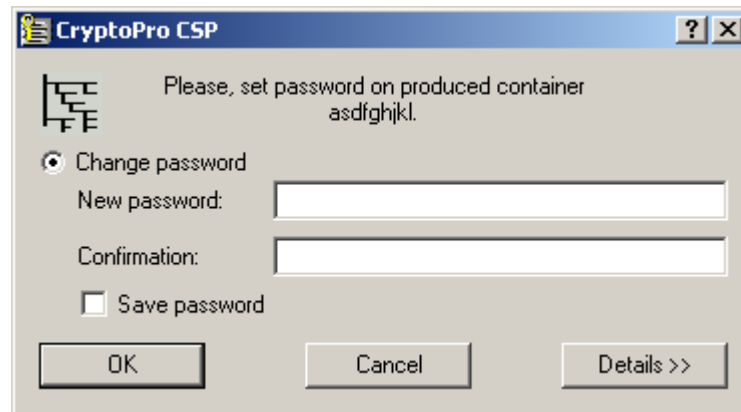 CryptoPro CSP
Please, set password on produced container
asdfghjkl.
Change password
New password:
Confirmation:
Save password
OK Cancel Details >>